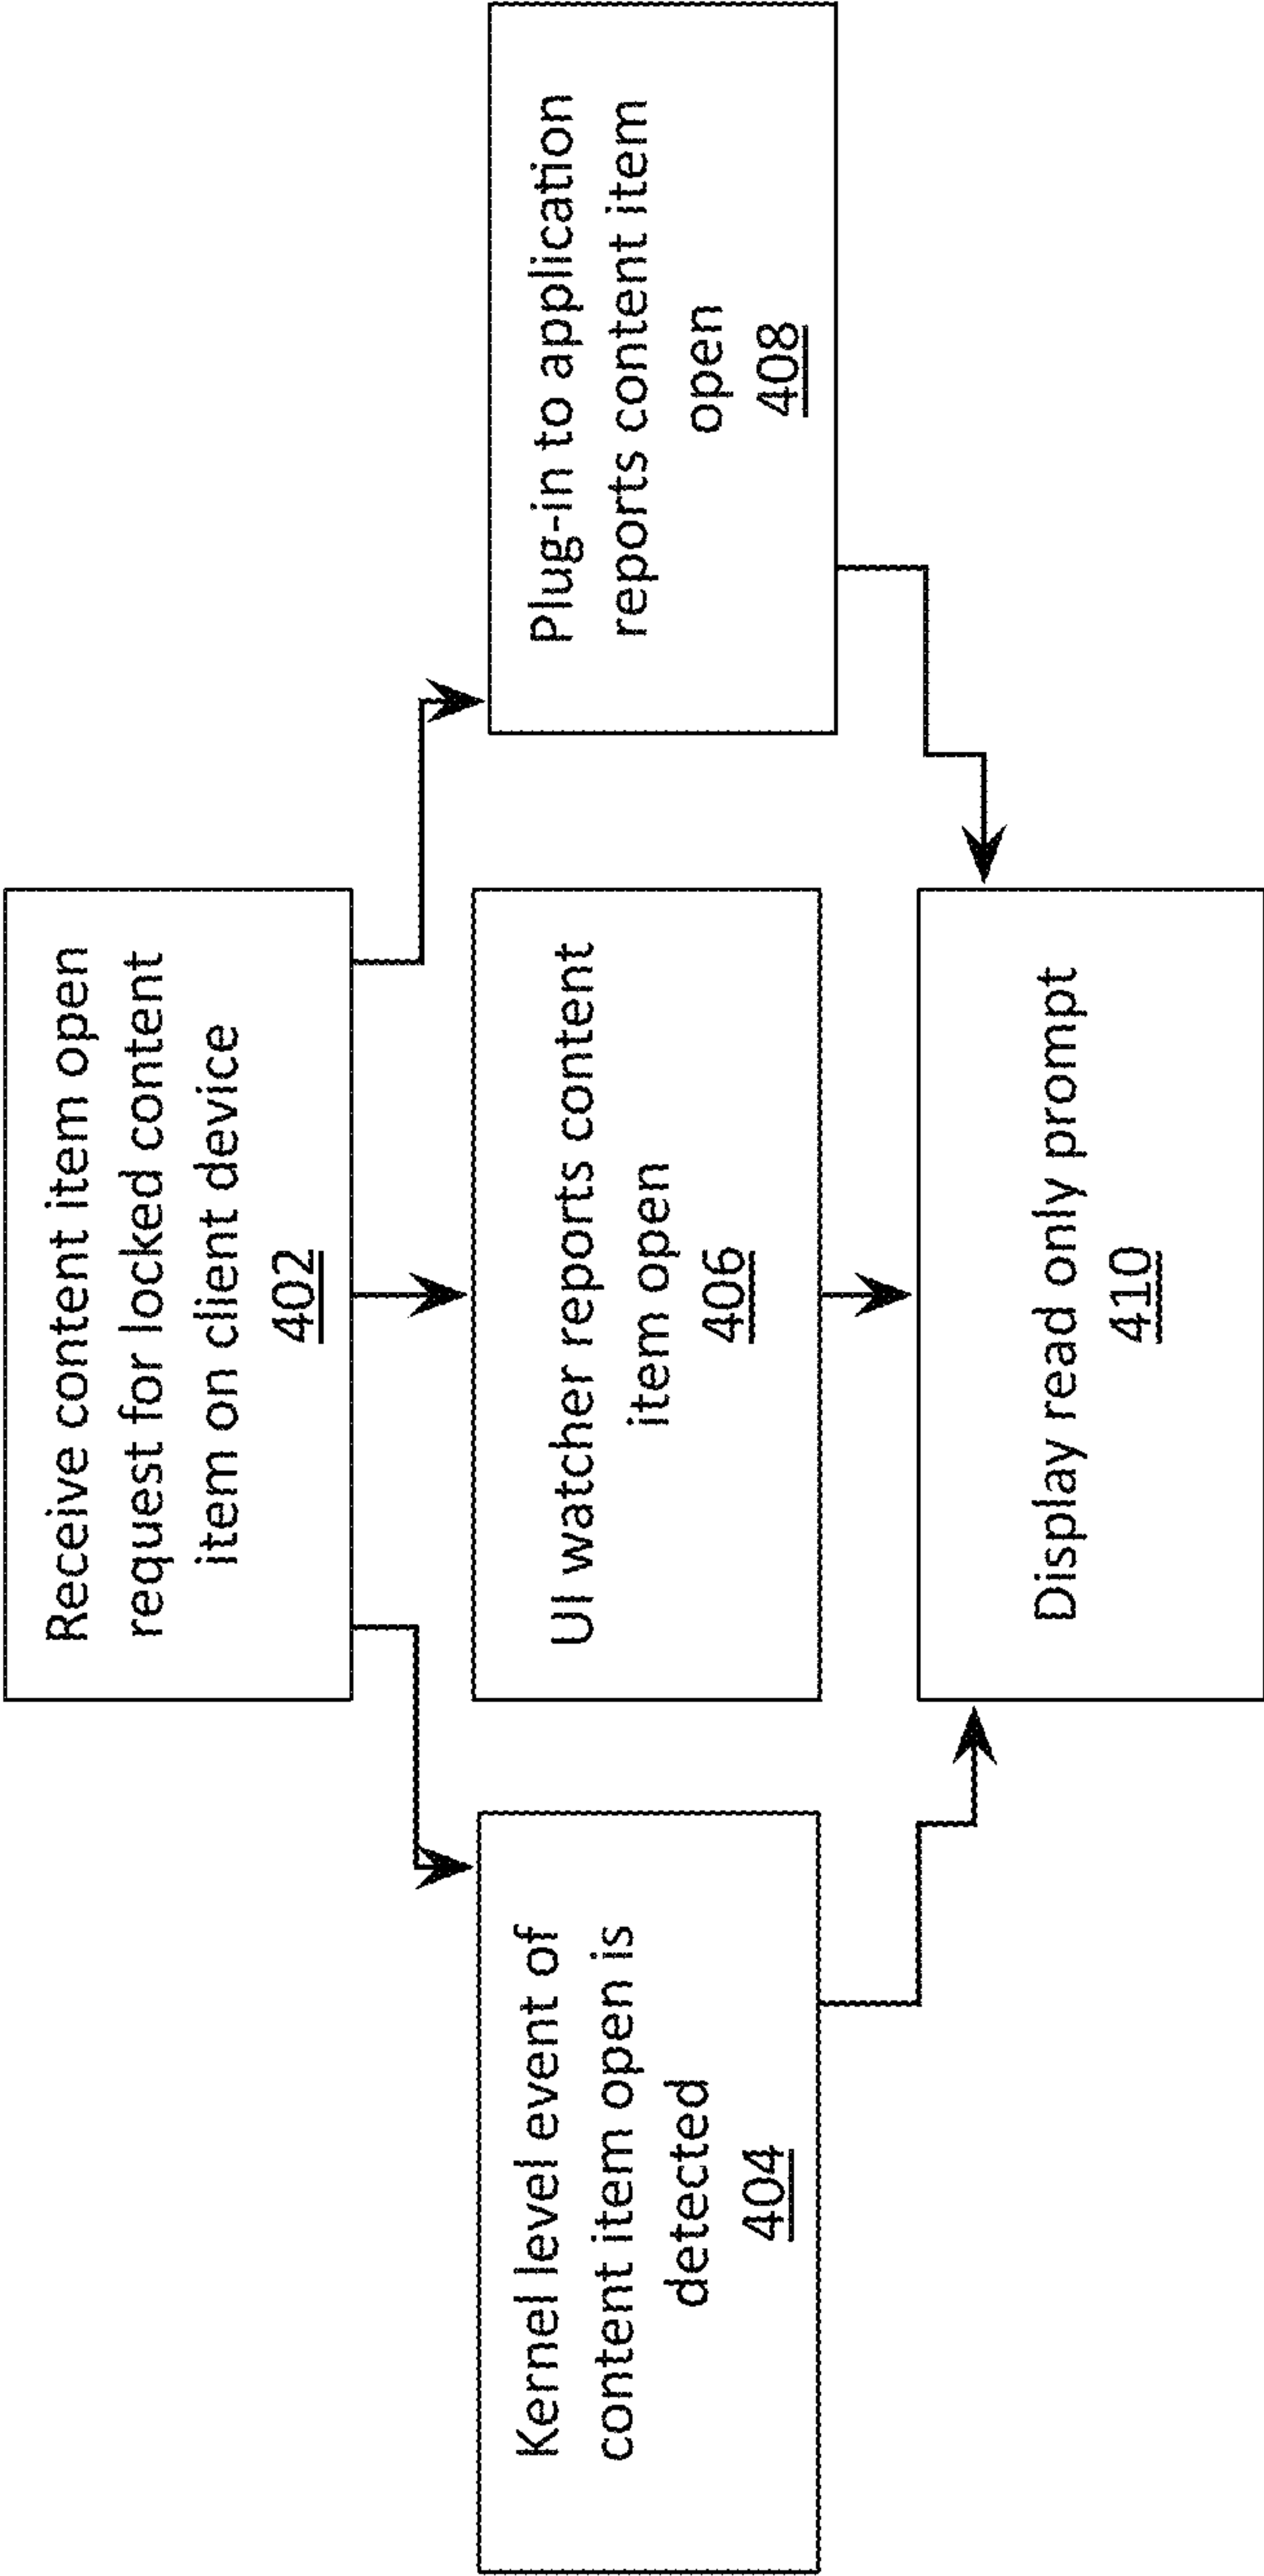 Receive content item open
request for locked content
item on client device
402
Kernel level event of
content item open is
detected
404
UI watcher reports content
item open
406
Plug-in to application
reports content item
open
408
Display read only prompt
410